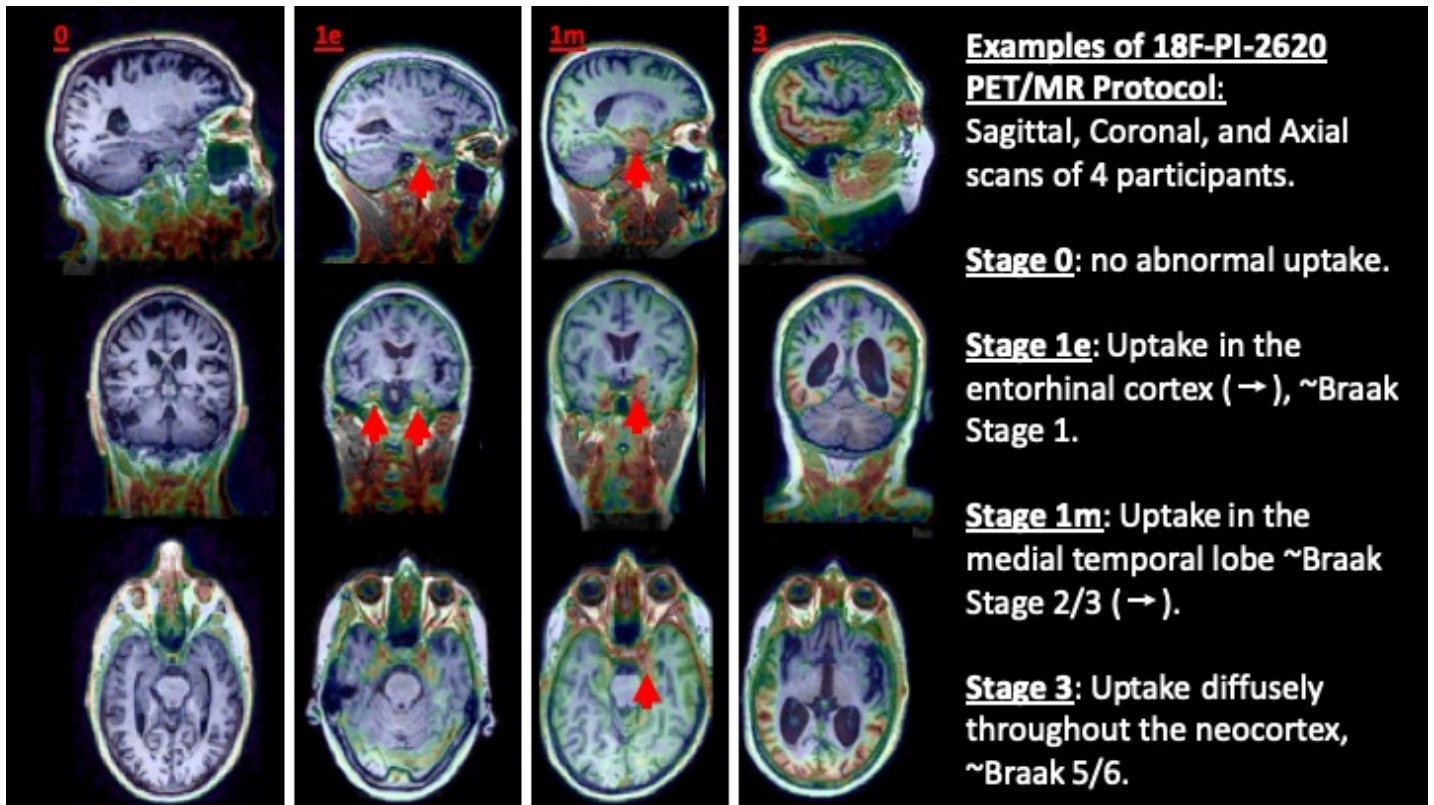 0
1e
1m
3
Examples of 18F-PI-2620
PET/MR Protocol:
Sagittal, Coronal, and Axial
scans of 4 participants.
Stage 0: no abnormal uptake.
Stage 1e: Uptake in the
entorhinal cortex (→), ~Braak
Stage 1.
Stage 1m: Uptake in the
medial temporal lobe ~Braak
Stage 2/3 (→).
Stage 3: Uptake diffusely
throughout the neocortex,
~Braak 5/6.